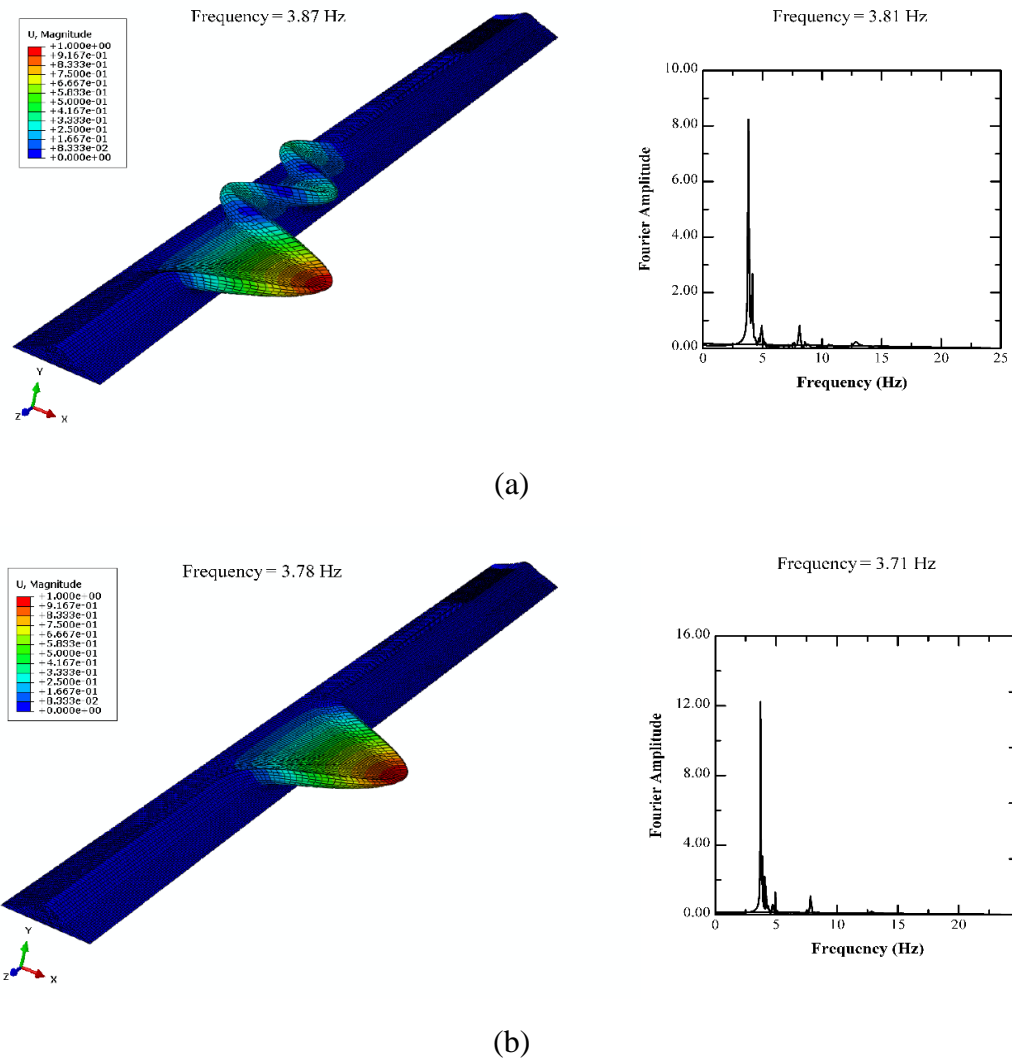 Frequency = 3.87 Hz
U, Magnitude
+1.000e+00
+9.167e-01
+8.333e-01
+7.500e-01
+6.667e-01
+5.833e-01
+5.000e-01
+4.167e-01
+3.333e-01
+2.500e-01
+1.667e-01
+8.333e-02
+0.000e+00
Y
Z
X
Frequency = 3.81 Hz
10.00
8.00
6.00
4.00
2.00
0.00
Fourier Amplitude
0 5 10 15 20 25
Frequency (Hz)
(a)
Frequency = 3.78 Hz
U, Magnitude
+1.000e+00
+9.167e-01
+8.333e-01
+7.500e-01
+6.667e-01
+5.833e-01
+5.000e-01
+4.167e-01
+3.333e-01
+2.500e-01
+1.667e-01
+8.333e-02
+0.000e+00
Y
Z
X
Frequency = 3.71 Hz
16.00
12.00
8.00
4.00
0.00
Fourier Amplitude
0 5 10 15 20
Frequency (Hz)
(b)